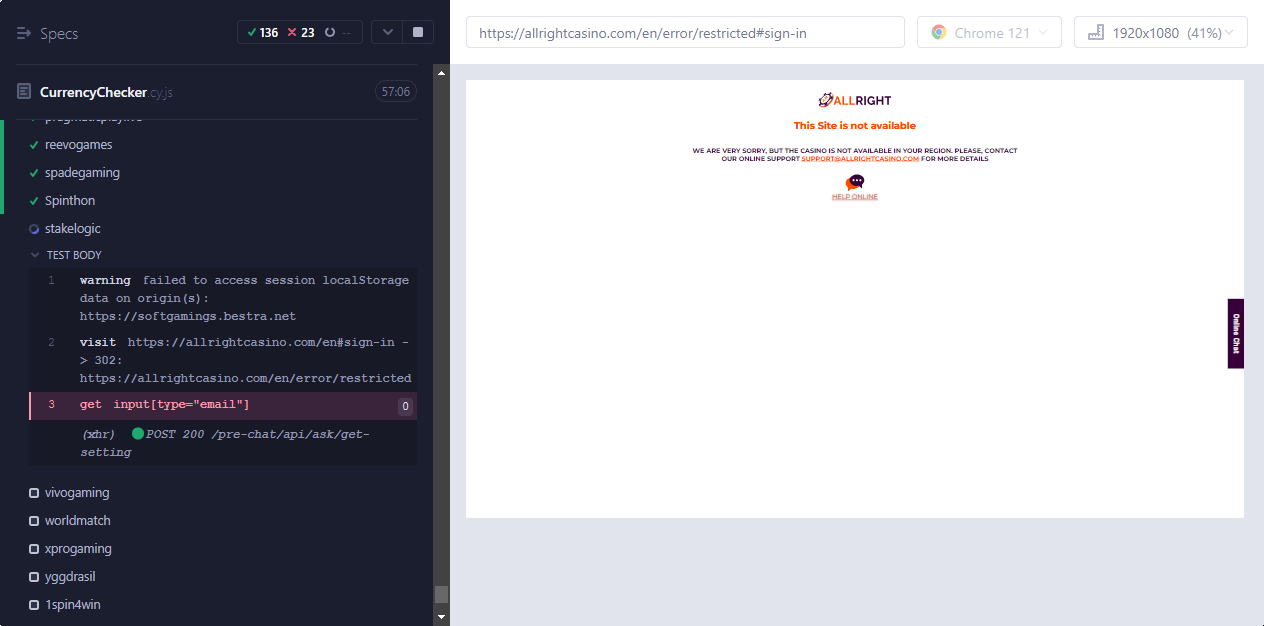 Specs
136 23 --
CurrencyChecker.cy.js
57:06
pragmaticplaylive
reevogames
spadegaming
Spinthon
stakelogic
TEST BODY
1 warning failed to access session localStorage
data on origin(s):
https://softgamings.bestra.net
2 visit https://allrightcasino.com/en#sign-in -
> 302:
https://allrightcasino.com/en/error/restricted
3 get input[type="email"] 0
(xhr) POST 200 /pre-chat/api/ask/get-
setting
vivogaming
worldmatch
xprogaming
yggdrasil
1spin4win
https://allrightcasino.com/en/error/restricted#sign-in
Chrome 121
1920x1080 (41%)
ALLRIGHT
This Site is not available
WE ARE VERY SORRY, BUT THE CASINO IS NOT AVAILABLE IN YOUR REGION. PLEASE, CONTACT
OUR ONLINE SUPPORT SUPPORT@ALLRIGHTCASINO.COM FOR MORE DETAILS
HELP ONLINE
Online Chat